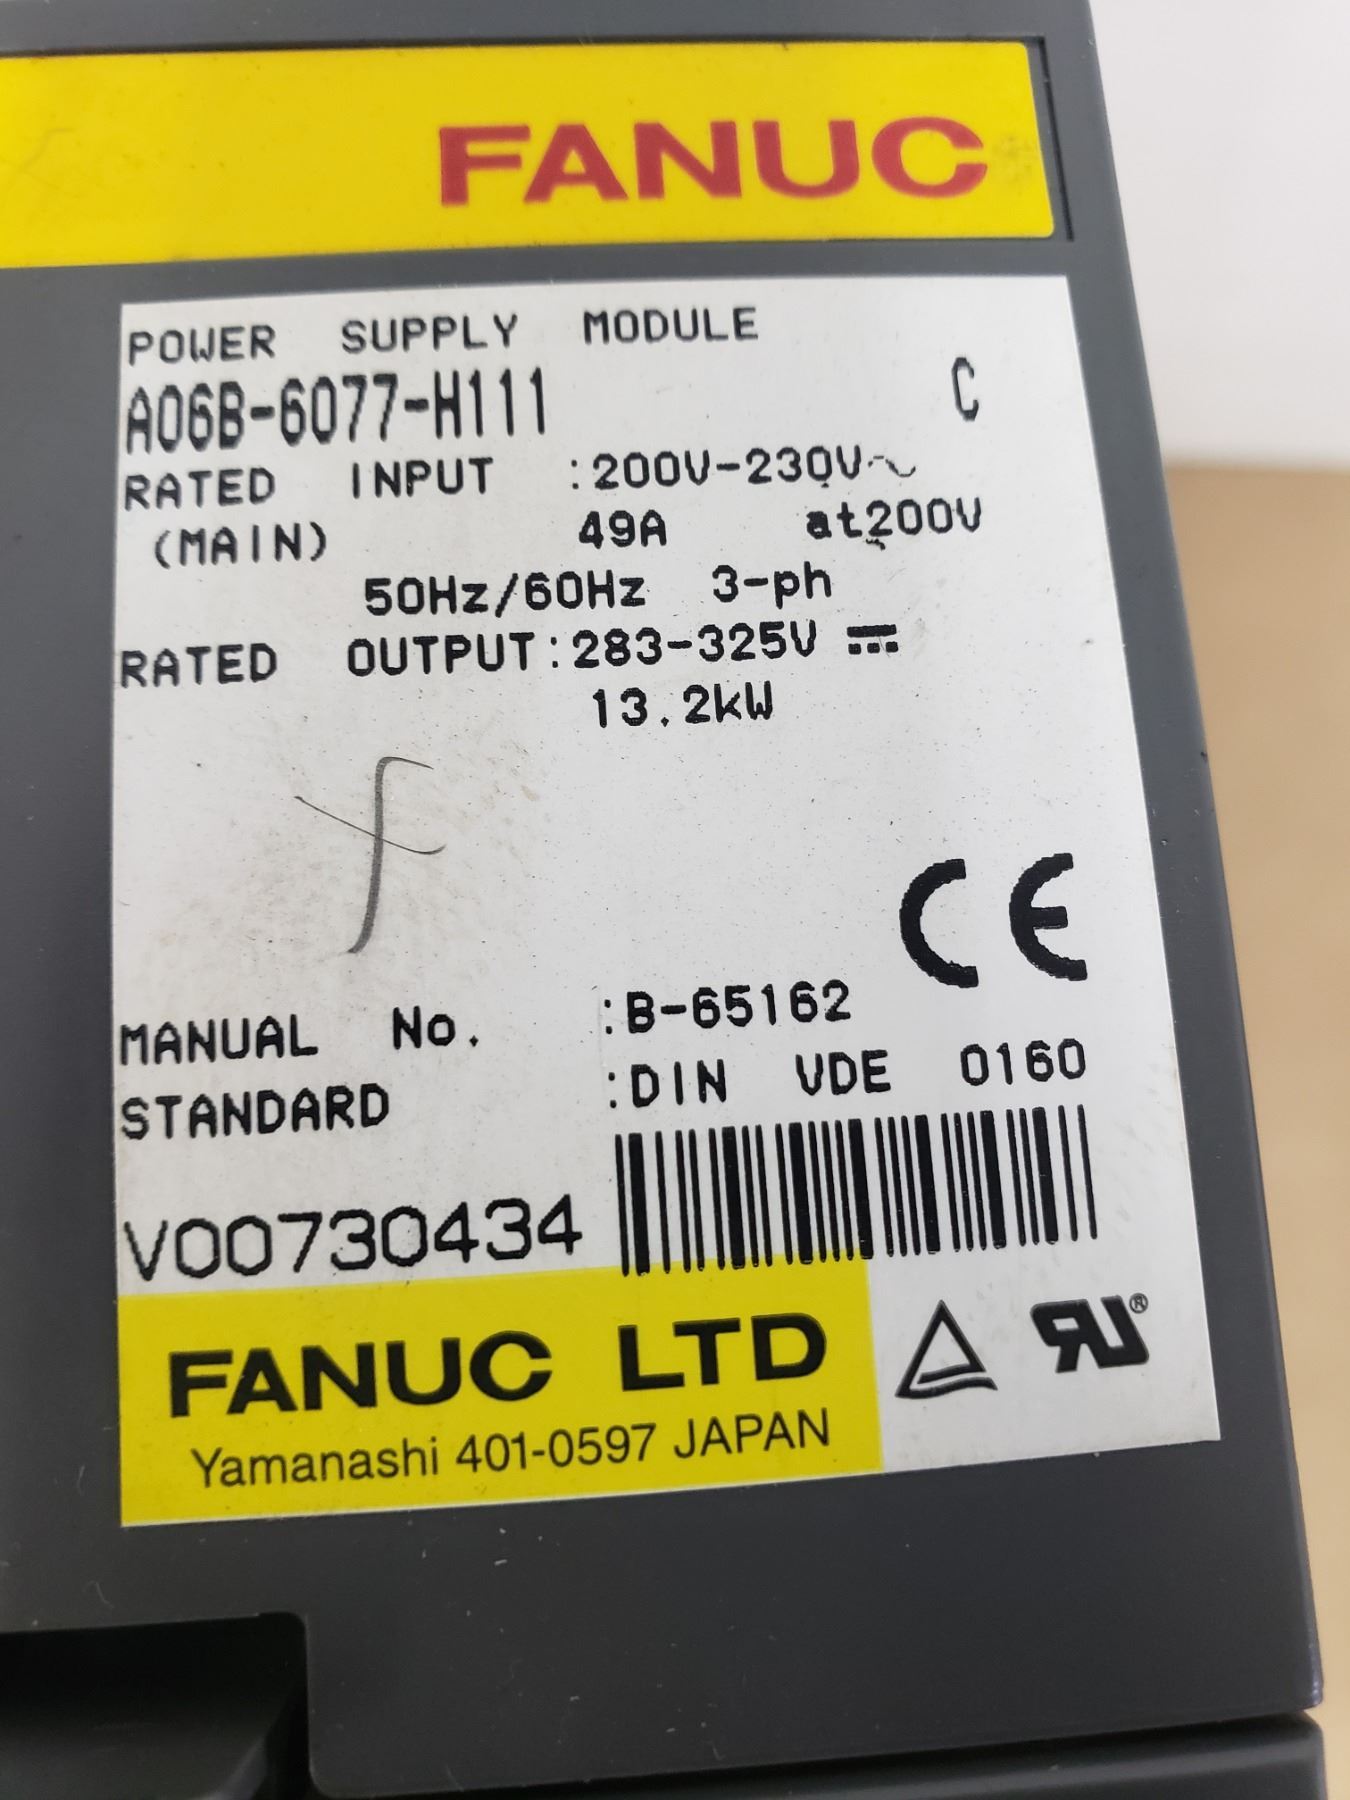 FANUC
POWER SUPPLY MODULE
A06B-6077-H111 C
RATED INPUT :200V-230V~
(MAIN) 49A at200V
50Hz/60Hz 3-ph
RATED OUTPUT:283-325V ⎓
13.2kW
CE
MANUAL No. :B-65162
STANDARD :DIN VDE 0160
V00730434
FANUC LTD
Yamanashi 401-0597 JAPAN
RU®